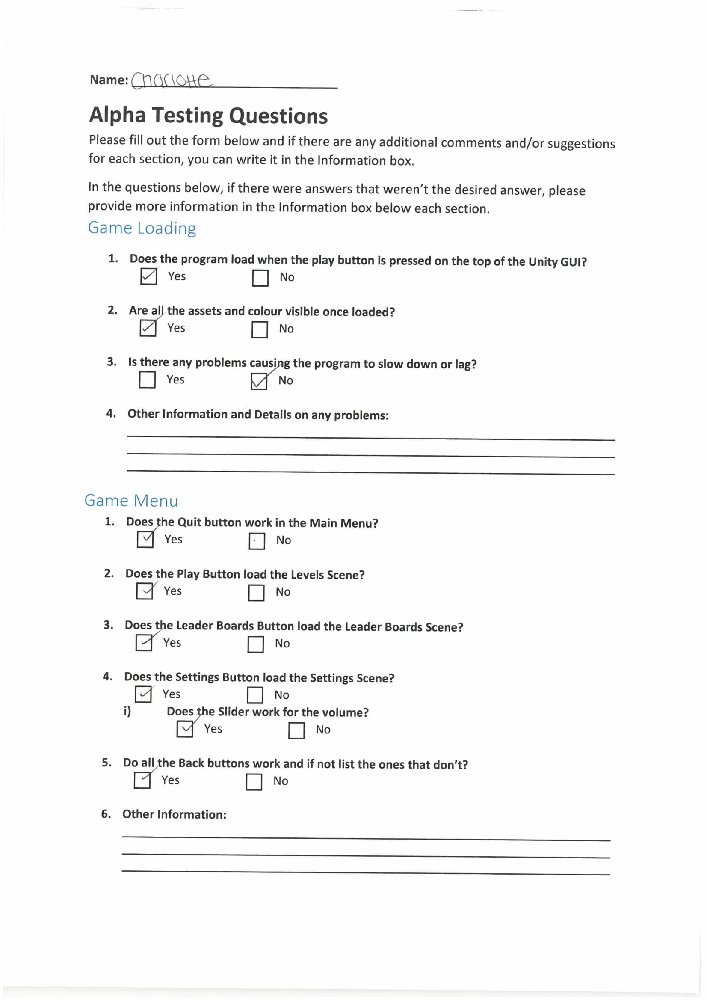 Name: Charlotte
Alpha Testing Questions
Please fill out the form below and if there are any additional comments and/or suggestions
for each section, you can write it in the Information box.
In the questions below, if there were answers that weren't the desired answer, please
provide more information in the Information box below each section.
Game Loading
1. Does the program load when the play button is pressed on the top of the Unity GUI?
☑ Yes ☐ No
2. Are all the assets and colour visible once loaded?
☑ Yes ☐ No
3. Is there any problems causing the program to slow down or lag?
☐ Yes ☑ No
4. Other Information and Details on any problems:
Game Menu
1. Does the Quit button work in the Main Menu?
☑ Yes ☐ No
2. Does the Play Button load the Levels Scene?
☑ Yes ☐ No
3. Does the Leader Boards Button load the Leader Boards Scene?
☑ Yes ☐ No
4. Does the Settings Button load the Settings Scene?
☑ Yes ☐ No
i) Does the Slider work for the volume?
☑ Yes ☐ No
5. Do all the Back buttons work and if not list the ones that don't?
☑ Yes ☐ No
6. Other Information: